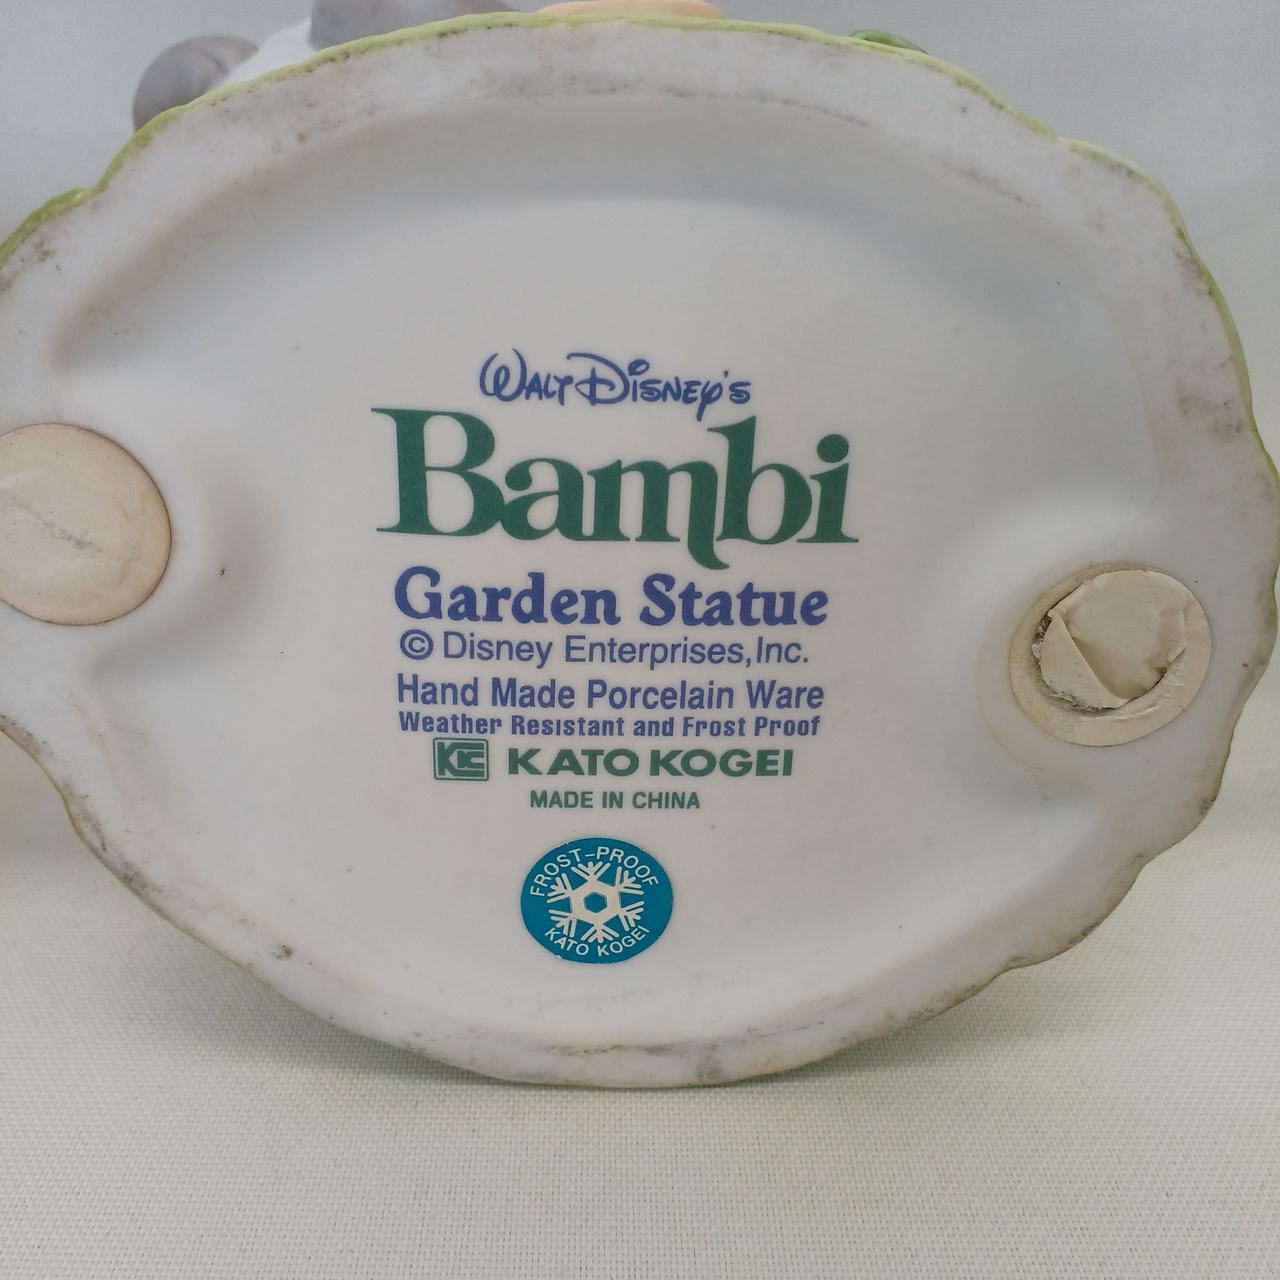 WALT DISNEY'S
Bambi
Garden Statue
© Disney Enterprises, Inc.
Hand Made Porcelain Ware
Weather Resistant and Frost Proof
KATO KOGEI
MADE IN CHINA
FROST-PROOF
KATO KOGEI